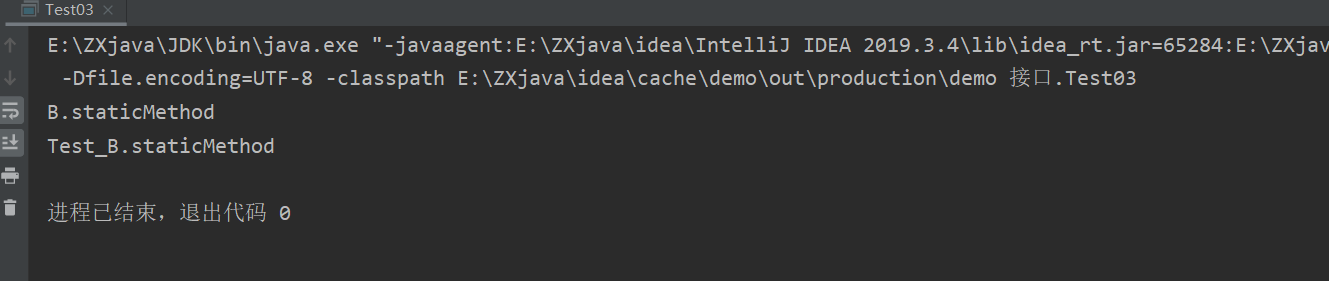 Test03
E:\ZXjava\JDK\bin\java.exe "-javaagent:E:\ZXjava\idea\IntelliJ IDEA 2019.3.4\lib\idea_rt.jar=65284:E:\ZXjav
-Dfile.encoding=UTF-8 -classpath E:\ZXjava\idea\cache\demo\out\production\demo 接口.Test03
B.staticMethod
Test_B.staticMethod
进程已结束，退出代码 0